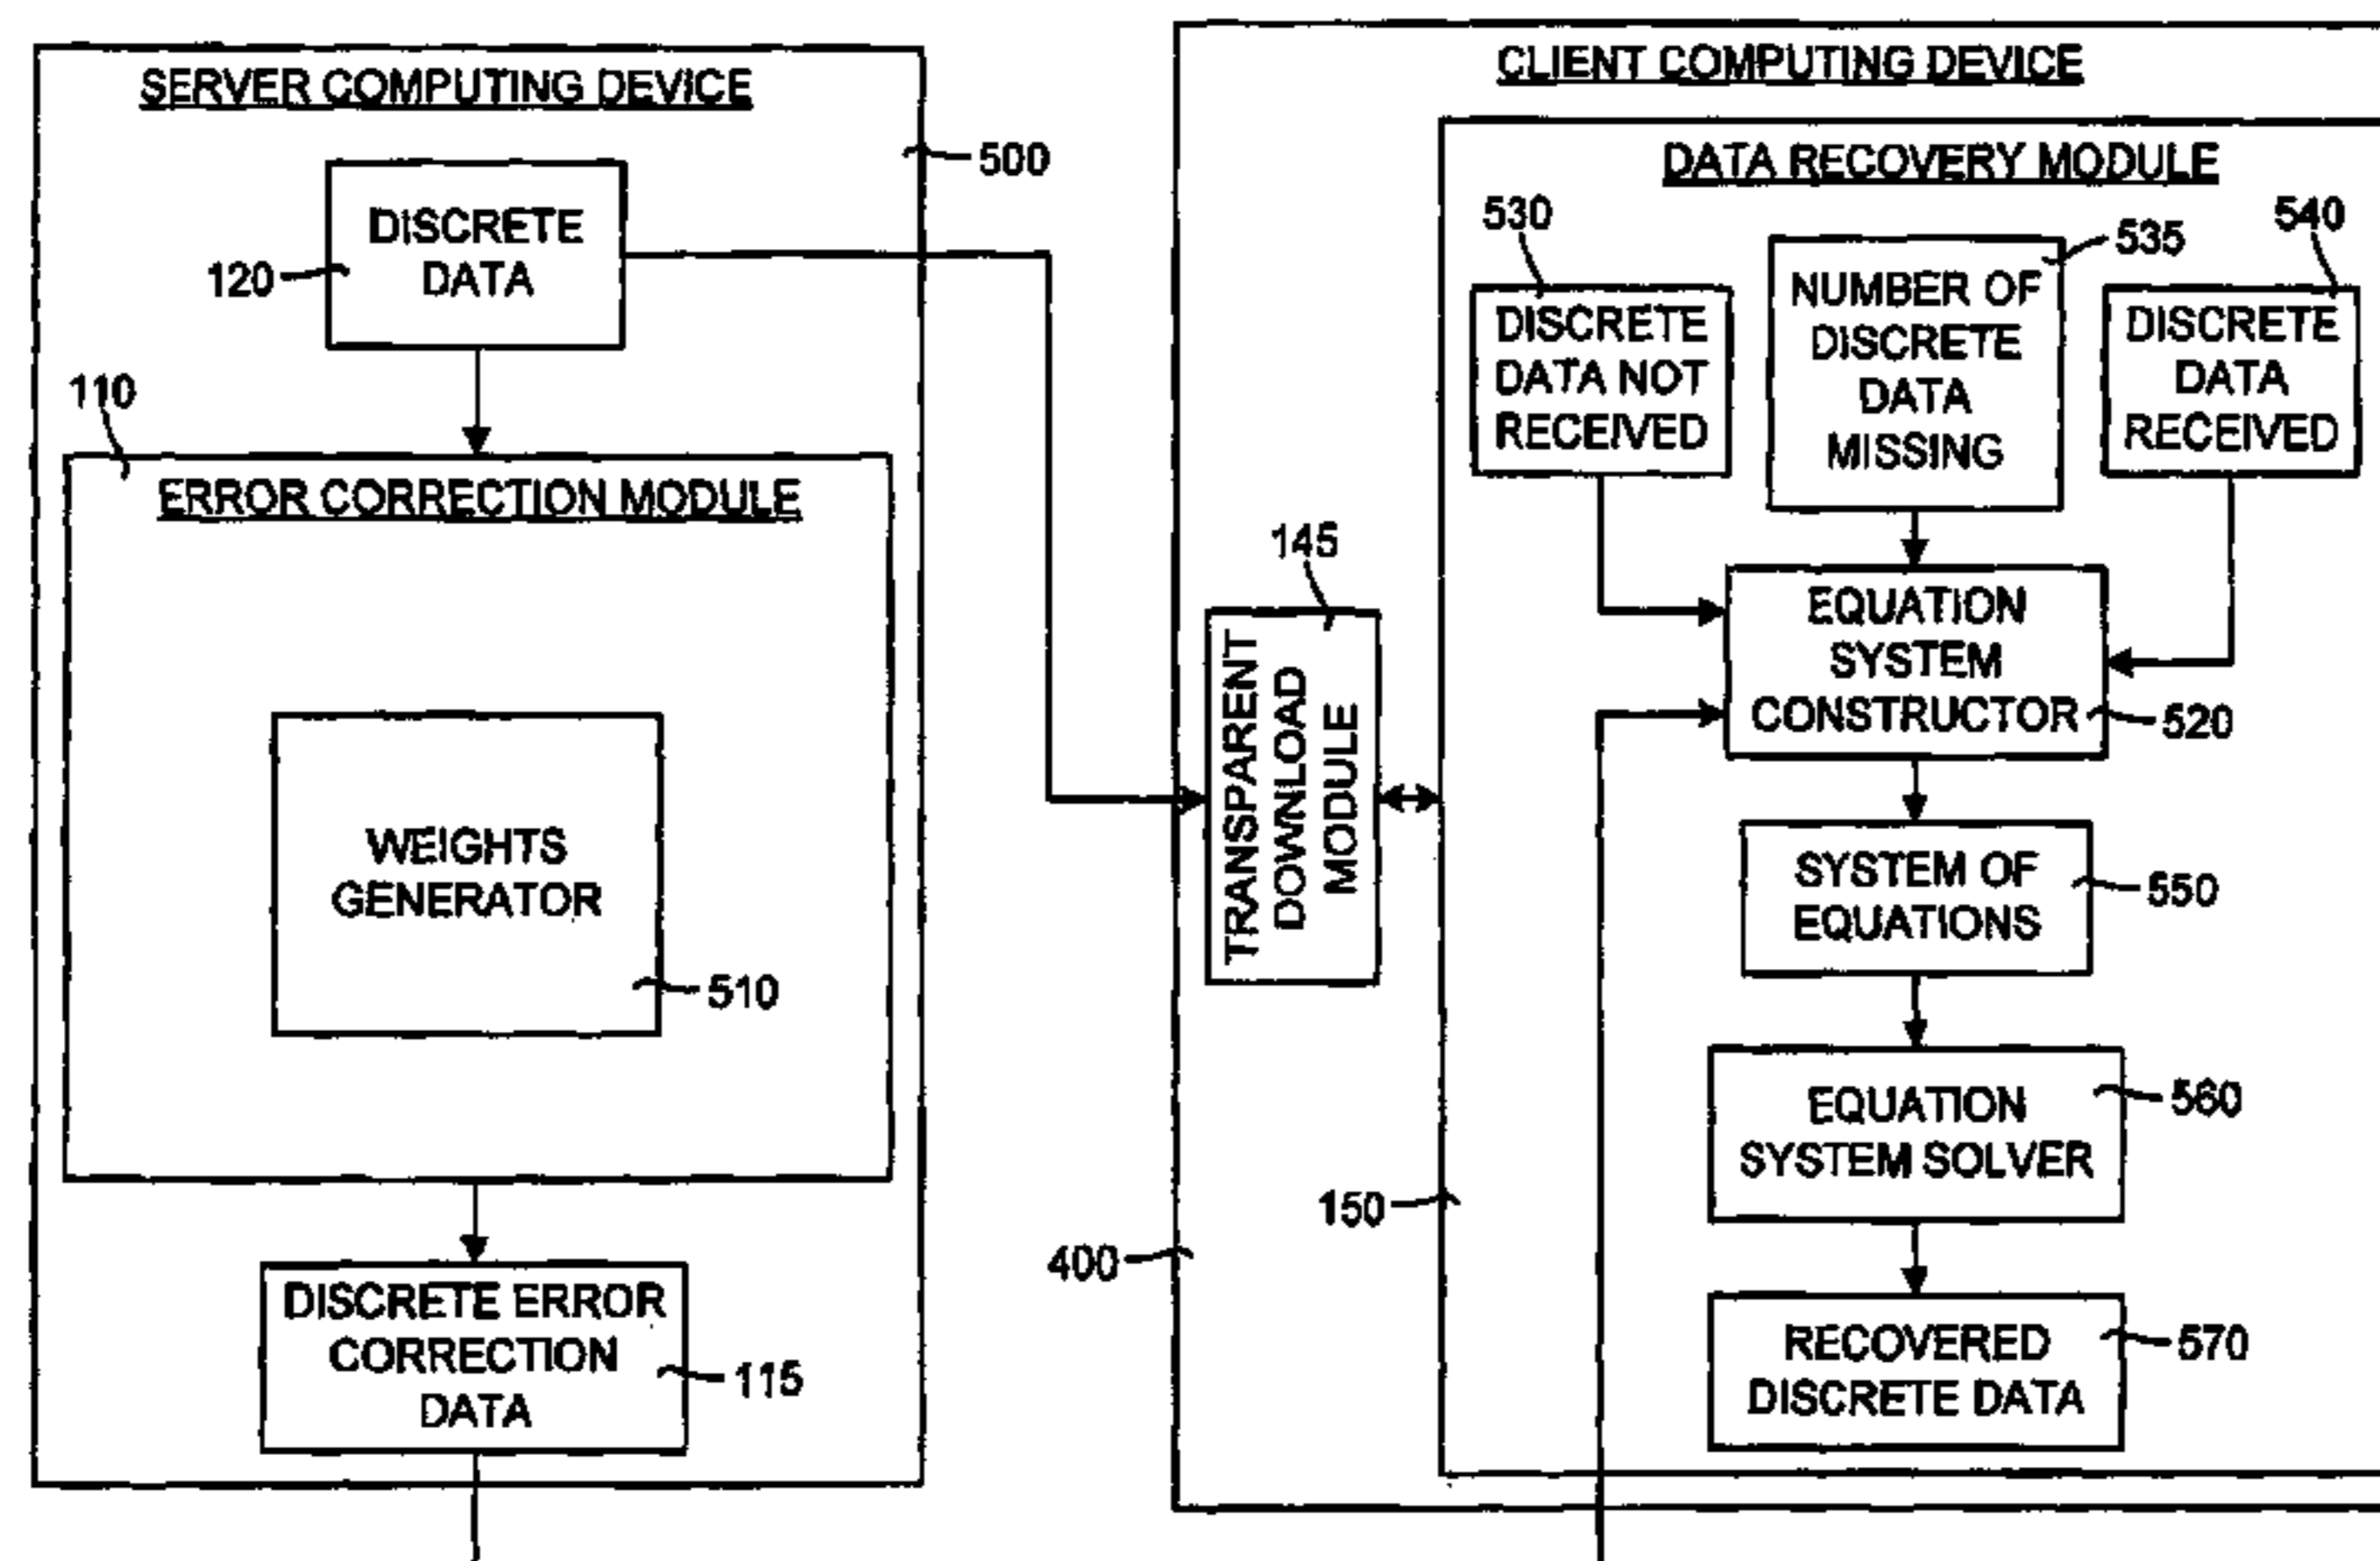 SERVER COMPUTING DEVICE
500
DISCRETE
DATA
120
110
ERROR CORRECTION MODULE
WEIGHTS
GENERATOR
510
DISCRETE ERROR
CORRECTION
DATA
115
CLIENT COMPUTING DEVICE
400
145
TRANSPARENT
DOWNLOAD
MODULE
DATA RECOVERY MODULE
150
530
DISCRETE
DATA NOT
RECEIVED
535
NUMBER OF
DISCRETE
DATA
MISSING
540
DISCRETE
DATA
RECEIVED
EQUATION
SYSTEM
CONSTRUCTOR
520
SYSTEM OF
EQUATIONS
550
EQUATION
SYSTEM SOLVER
560
RECOVERED
DISCRETE DATA
570